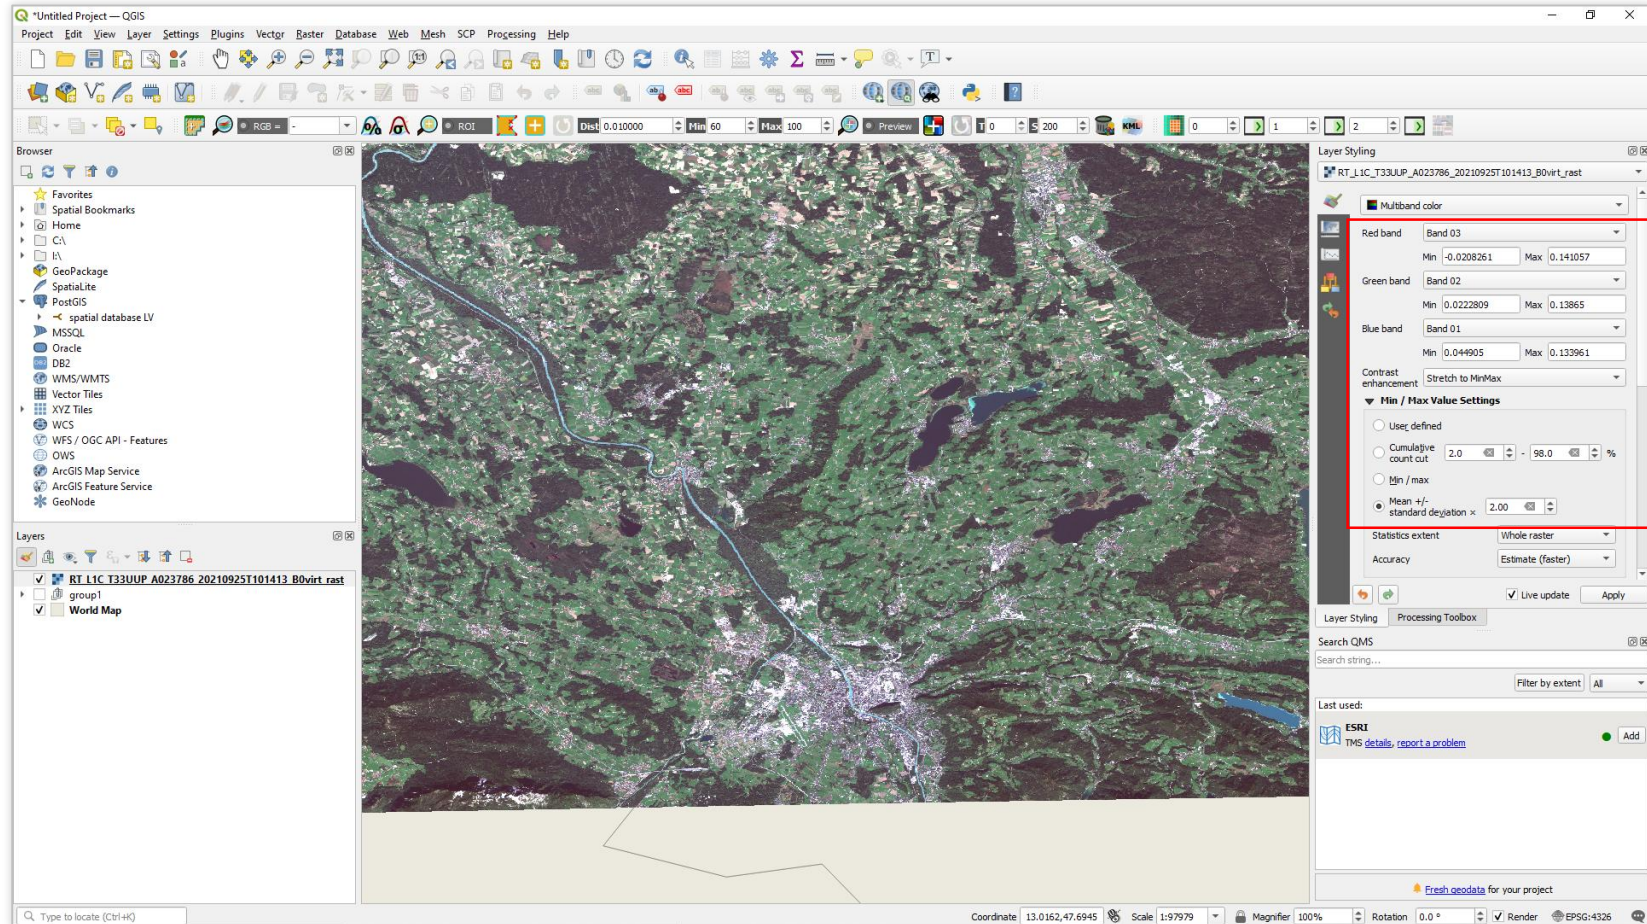 *Untitled Project — QGIS
Project Edit View Layer Settings Plugins Vector Raster Database Web Mesh SCP Processing Help
RGB = - ROI Dist 0.010000 Min 60 Max 100 Preview T 0 S 200 KML 0 1 2
Browser
Favorites
Spatial Bookmarks
Home
C:\
I:\
GeoPackage
SpatiaLite
PostGIS
spatial database LV
MSSQL
Oracle
DB2
WMS/WMTS
Vector Tiles
XYZ Tiles
WCS
WFS / OGC API - Features
OWS
ArcGIS Map Service
ArcGIS Feature Service
GeoNode
Layers
RT_L1C_T33UUP_A023786_20210925T101413_B0virt_rast
group1
World Map
Layer Styling
RT_L1C_T33UUP_A023786_20210925T101413_B0virt_rast
Multiband color
Red band Band 03
Min -0.0208261 Max 0.141057
Green band Band 02
Min 0.0222809 Max 0.13865
Blue band Band 01
Min 0.044905 Max 0.133961
Contrast
enhancement Stretch to MinMax
Min / Max Value Settings
User defined
Cumulative
count cut 2.0 - 98.0 %
Min / max
Mean +/-
standard deviation × 2.00
Statistics extent Whole raster
Accuracy Estimate (faster)
Live update Apply
Layer Styling Processing Toolbox
Search QMS
Search string...
Filter by extent All
Last used:
ESRI
TMS details, report a problem
Add
Fresh geodata for your project
Type to locate (Ctrl+K) Coordinate 13.0162,47.6945 Scale 1:97979 Magnifier 100% Rotation 0.0 ° Render EPSG:4326